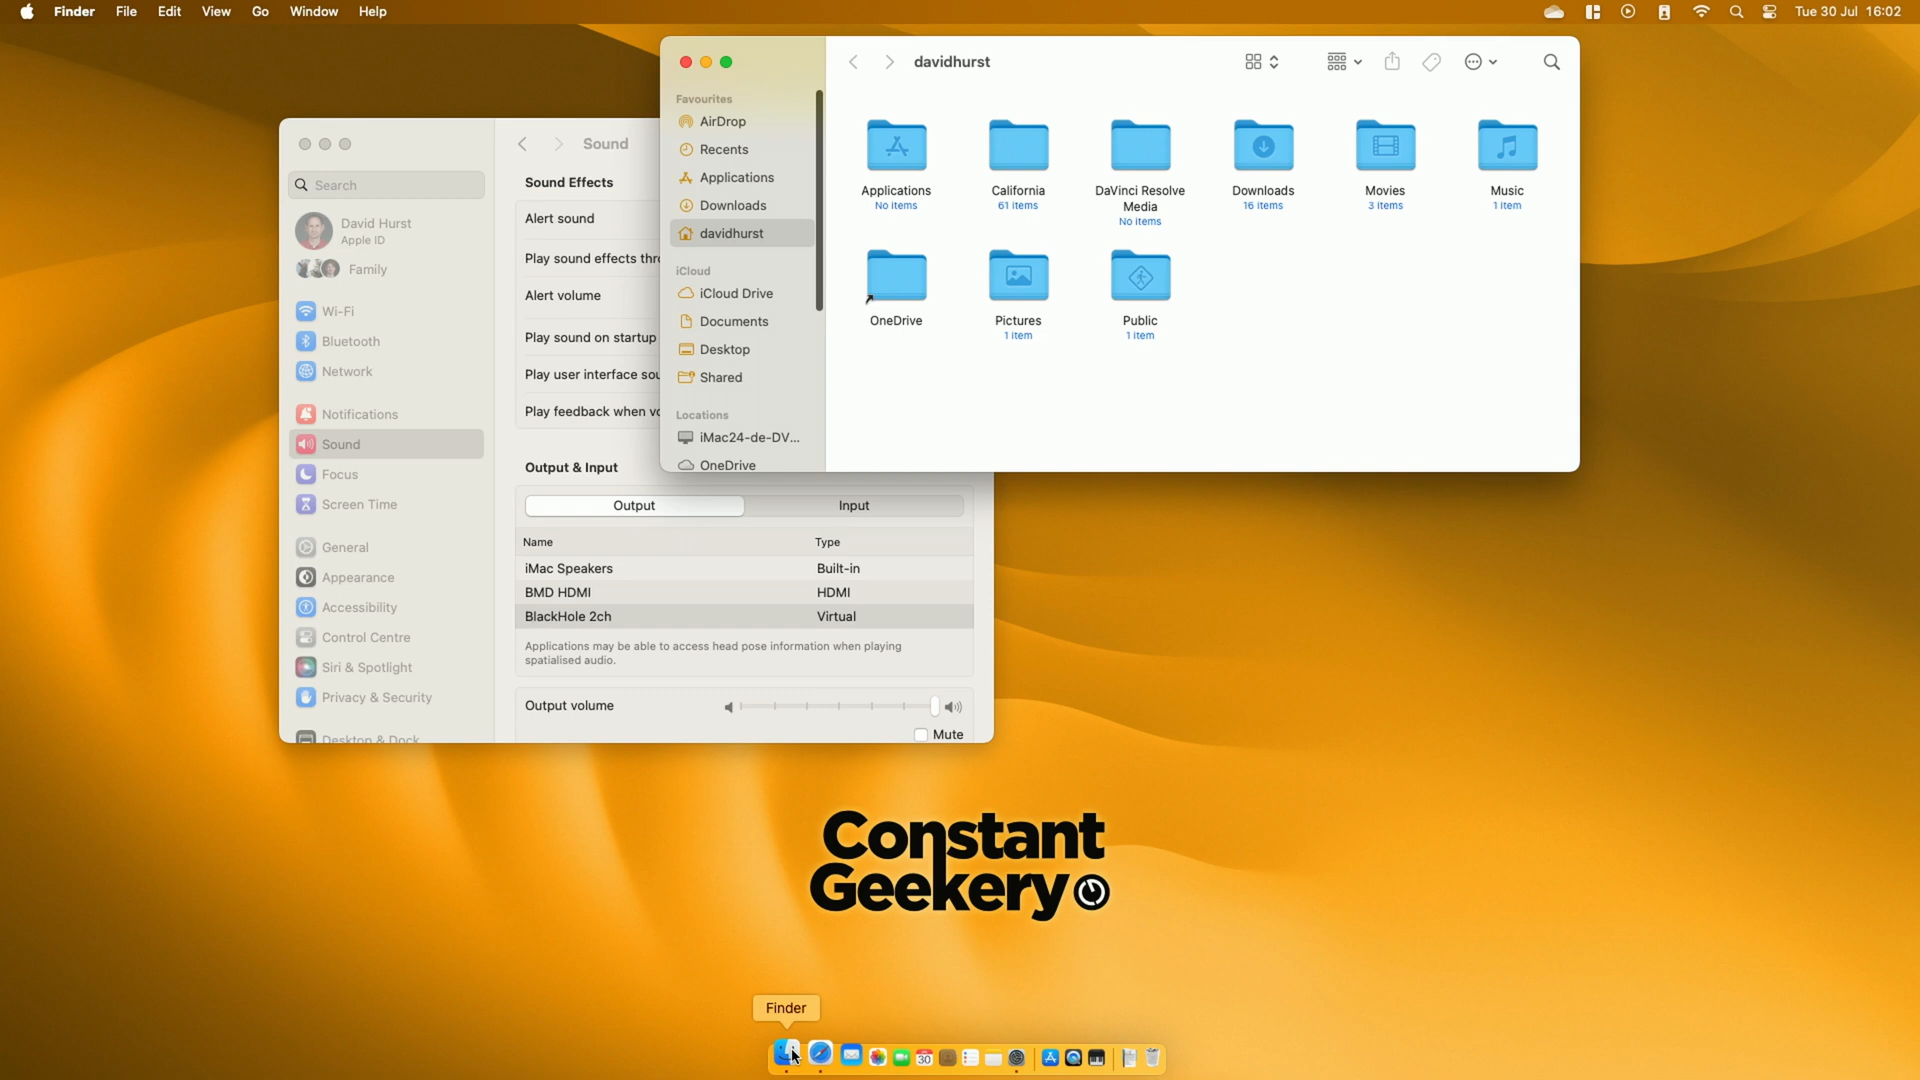 Finder File Edit View Go Window Help
Tue 30 Jul 16:02
davidhurst
Favourites
AirDrop
Recents
Applications
Downloads
davidhurst
iCloud
iCloud Drive
Documents
Desktop
Shared
Locations
iMac24-de-DV...
OneDrive
Applications
No items
California
61 items
DaVinci Resolve
Media
No items
Downloads
16 items
Movies
3 items
Music
1 item
OneDrive
Pictures
1 item
Public
1 item
Search
David Hurst
Apple ID
Family
Wi-Fi
Bluetooth
Network
Notifications
Sound
Focus
Screen Time
General
Appearance
Accessibility
Control Centre
Siri & Spotlight
Privacy & Security
Desktop & Dock
Sound
Sound Effects
Alert sound
Play sound effects thr
Alert volume
Play sound on startup
Play user interface sou
Play feedback when vo
Output & Input
Output Input
Name Type
iMac Speakers Built-in
BMD HDMI HDMI
BlackHole 2ch Virtual
Applications may be able to access head pose information when playing
spatialised audio.
Output volume
Mute
Constant
Geekery
Finder
30